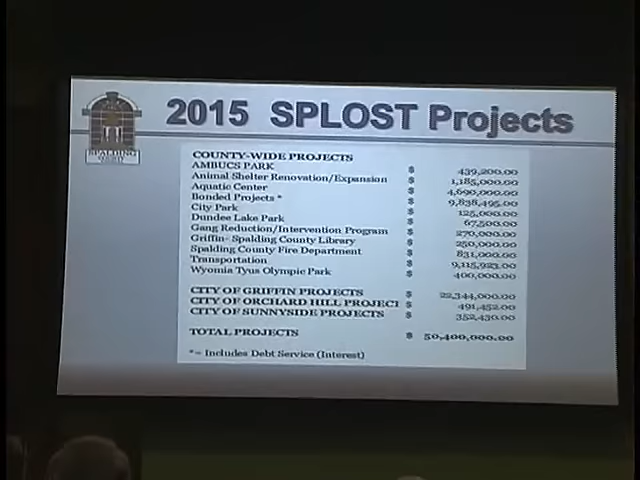 2015 SPLOST Projects
SPALDING
COUNTY-WIDE PROJECTS
AMBUCS PARK $ 439,200.00
Animal Shelter Renovation/Expansion $ 1,185,000.00
Aquatic Center $ 4,690,000.00
Bonded Projects * $ 9,838,495.00
City Park $ 125,000.00
Dundee Lake Park $ 67,500.00
Gang Reduction/Intervention Program $ 270,000.00
Griffin- Spalding County Library $ 250,000.00
Spalding County Fire Department $ 831,000.00
Transportation $ 9,115,923.00
Wyomia Tyus Olympic Park $ 400,000.00
CITY OF GRIFFIN PROJECTS $ 22,344,000.00
CITY OF ORCHARD HILL PROJECT $ 491,452.00
CITY OF SUNNYSIDE PROJECTS $ 352,430.00
TOTAL PROJECTS $ 50,400,000.00
*= Includes Debt Service (Interest)